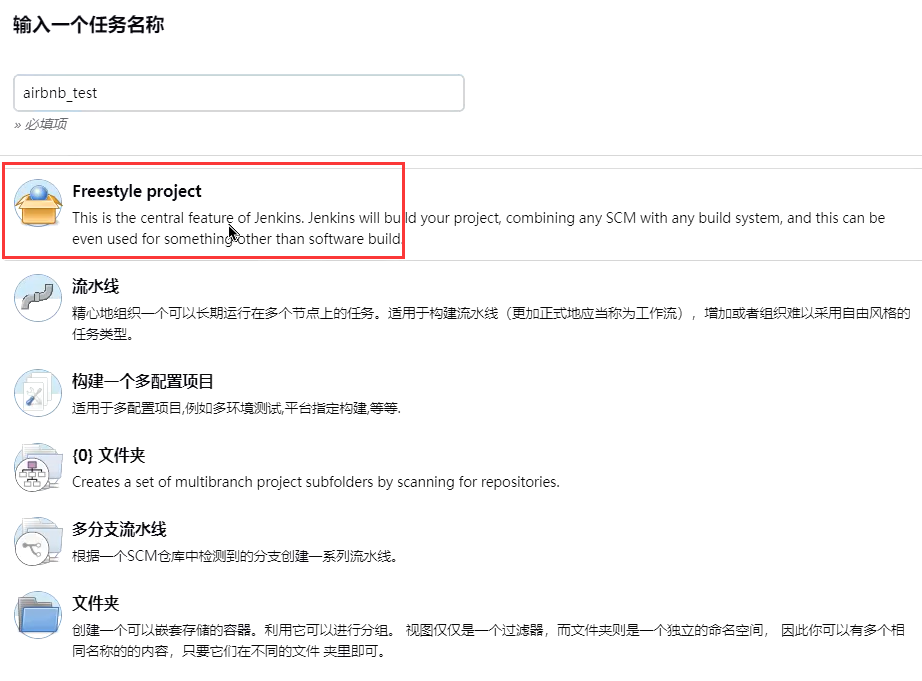 输入一个任务名称
airbnb_test
» 必填项
Freestyle project
This is the central feature of Jenkins. Jenkins will build your project, combining any SCM with any build system, and this can be
even used for something other than software build.
流水线
精心地组织一个可以长期运行在多个节点上的任务。适用于构建流水线（更加正式地应当称为工作流），增加或者组织难以采用自由风格的
任务类型。
构建一个多配置项目
适用于多配置项目,例如多环境测试,平台指定构建,等等.
{0} 文件夹
Creates a set of multibranch project subfolders by scanning for repositories.
多分支流水线
根据一个SCM仓库中检测到的分支创建一系列流水线。
文件夹
创建一个可以嵌套存储的容器。利用它可以进行分组。 视图仅仅是一个过滤器，而文件夹则是一个独立的命名空间， 因此你可以有多个相
同名称的的内容，只要它们在不同的文件 夹里即可。